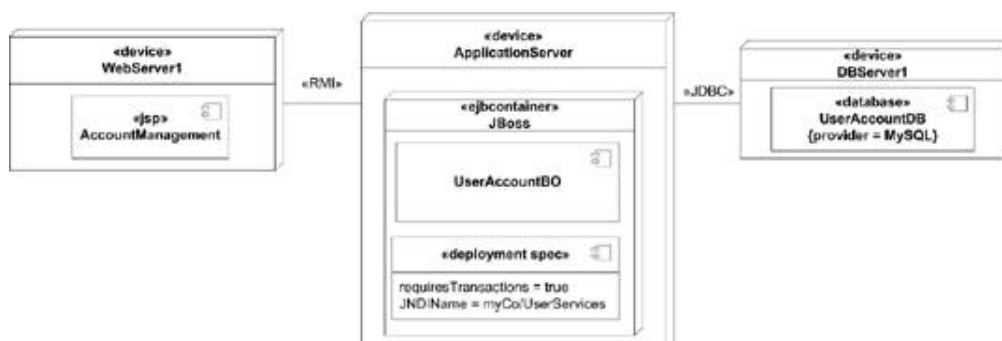 «device»
WebServer1
«jsp»
AccountManagement
«RMI»
«device»
ApplicationServer
«ejbcontainer»
JBoss
UserAccountBO
«deployment spec»
requiresTransactions = true
JNDIName = myCo/UserServices
«JDBC»
«device»
DBServer1
«database»
UserAccountDB
{provider = MySQL}